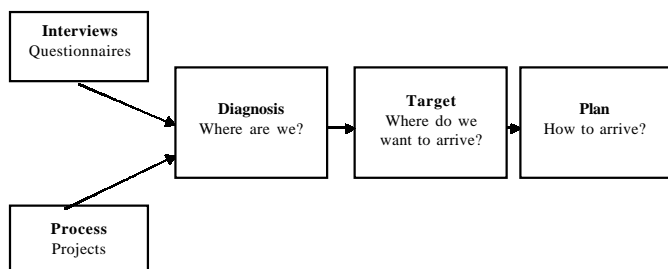 Interviews
Questionnaires
Diagnosis
Where are we?
Target
Where do we
want to arrive?
Plan
How to arrive?
Process
Projects